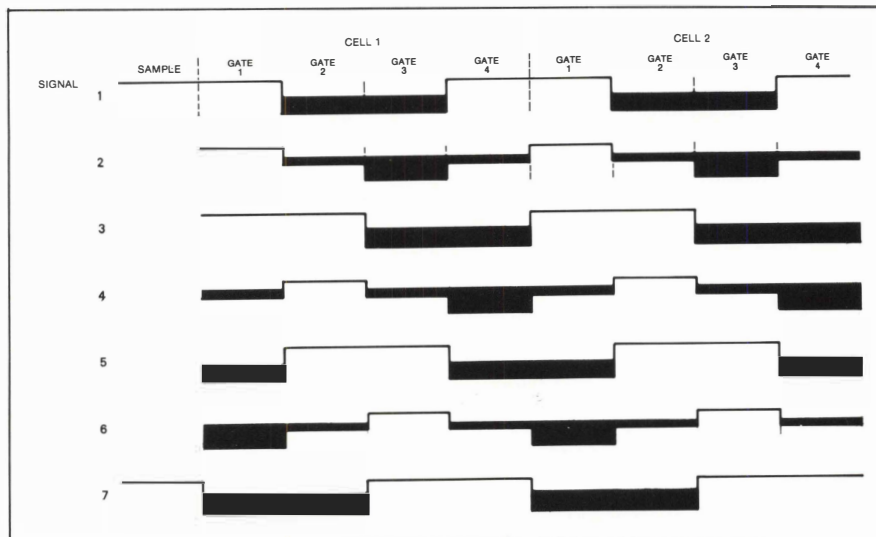 CELL 1 CELL 2
SAMPLE GATE 1 GATE 2 GATE 3 GATE 4 GATE 1 GATE 2 GATE 3 GATE 4
SIGNAL
1
2
3
4
5
6
7